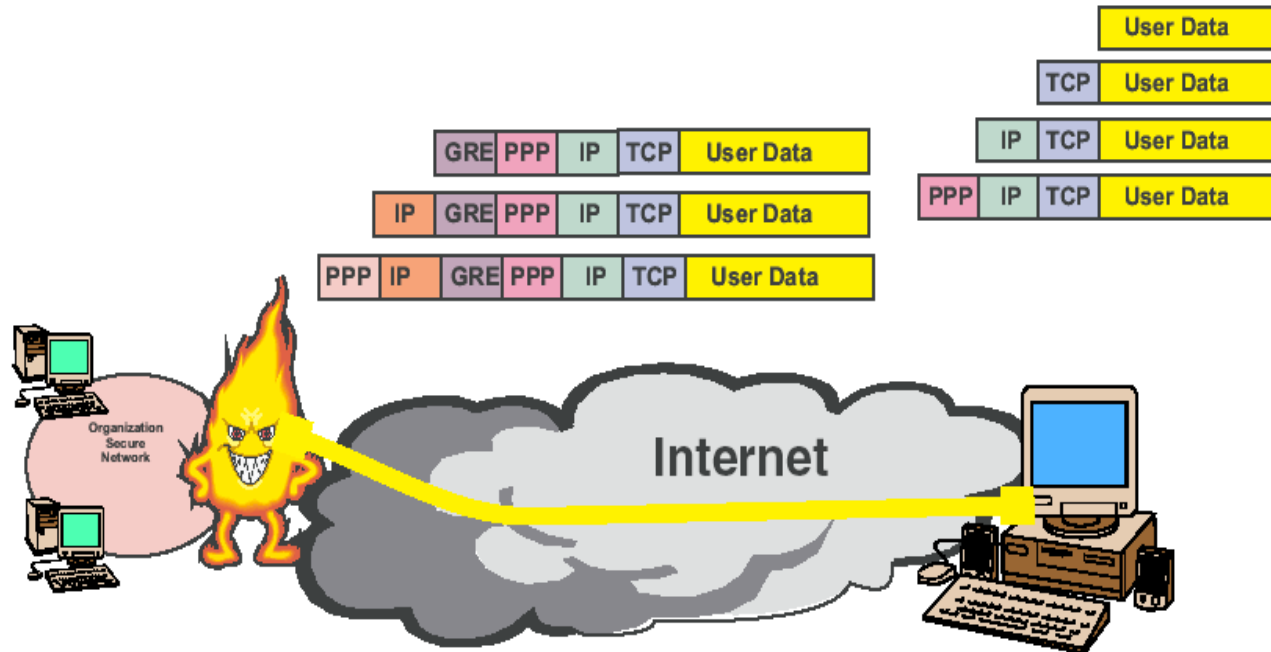 User Data
TCP User Data
IP TCP User Data
PPP IP TCP User Data
GRE PPP IP TCP User Data
IP GRE PPP IP TCP User Data
PPP IP GRE PPP IP TCP User Data
Organization
Secure
Network
Internet